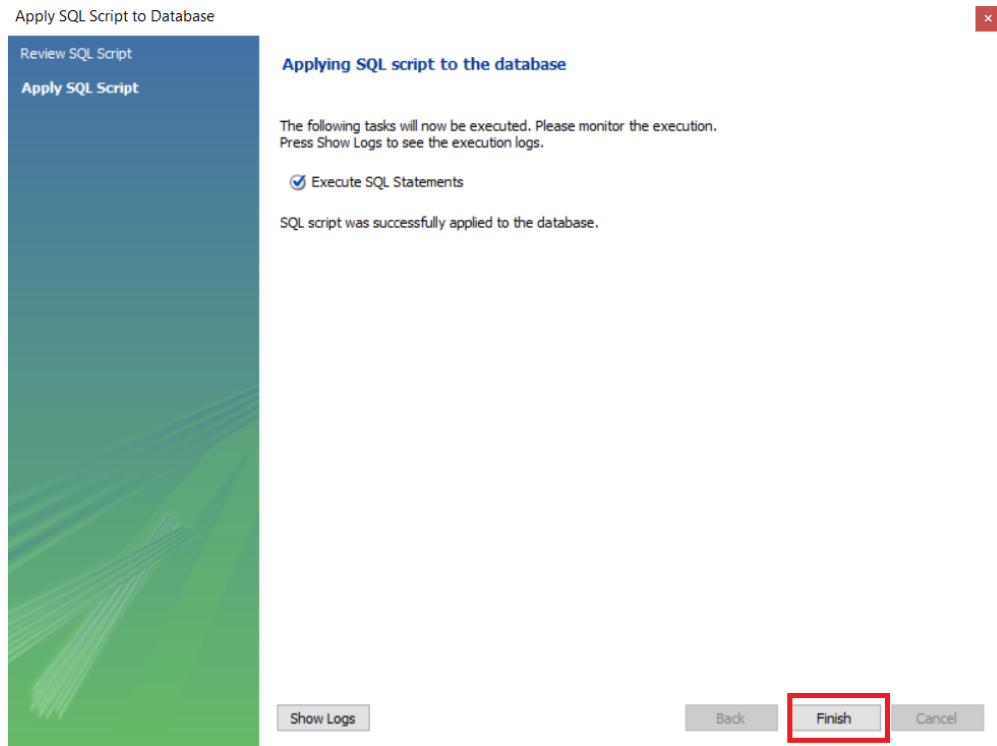 Apply SQL Script to Database
×
Review SQL Script
Apply SQL Script
Applying SQL script to the database
The following tasks will now be executed. Please monitor the execution.
Press Show Logs to see the execution logs.
Execute SQL Statements
SQL script was successfully applied to the database.
Show Logs
Back
Finish
Cancel